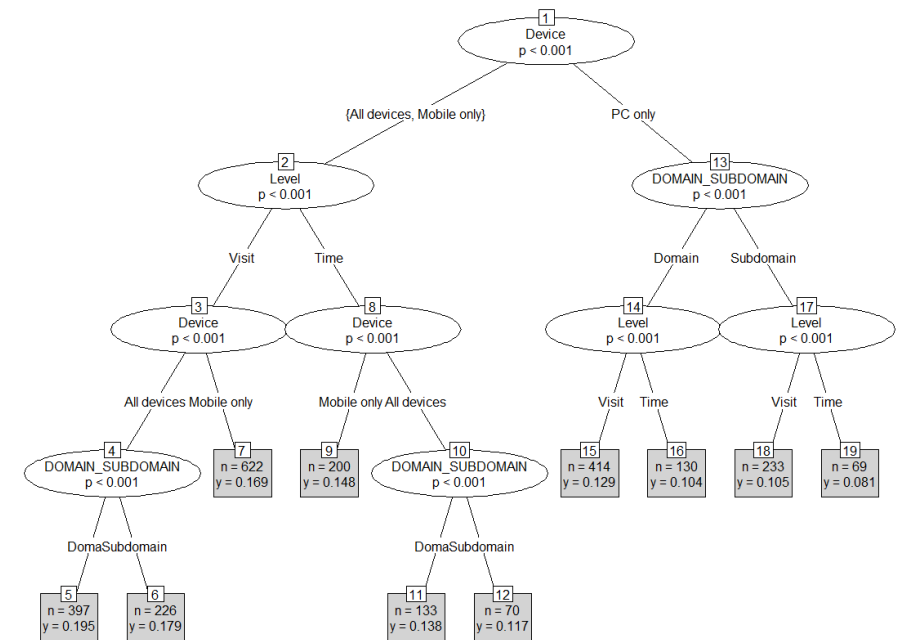 1
Device
p < 0.001
{All devices, Mobile only}
PC only
2
Level
p < 0.001
13
DOMAIN_SUBDOMAIN
p < 0.001
Visit
Time
Domain
Subdomain
3
Device
p < 0.001
8
Device
p < 0.001
14
Level
p < 0.001
17
Level
p < 0.001
All devices Mobile only
Mobile only All devices
Visit
Time
Visit
Time
4
DOMAIN_SUBDOMAIN
p < 0.001
7
n = 622
y = 0.169
9
n = 200
y = 0.148
10
DOMAIN_SUBDOMAIN
p < 0.001
15
n = 414
y = 0.129
16
n = 130
y = 0.104
18
n = 233
y = 0.105
19
n = 69
y = 0.081
DomaSubdomain
DomaSubdomain
5
n = 397
y = 0.195
6
n = 226
y = 0.179
11
n = 133
y = 0.138
12
n = 70
y = 0.117